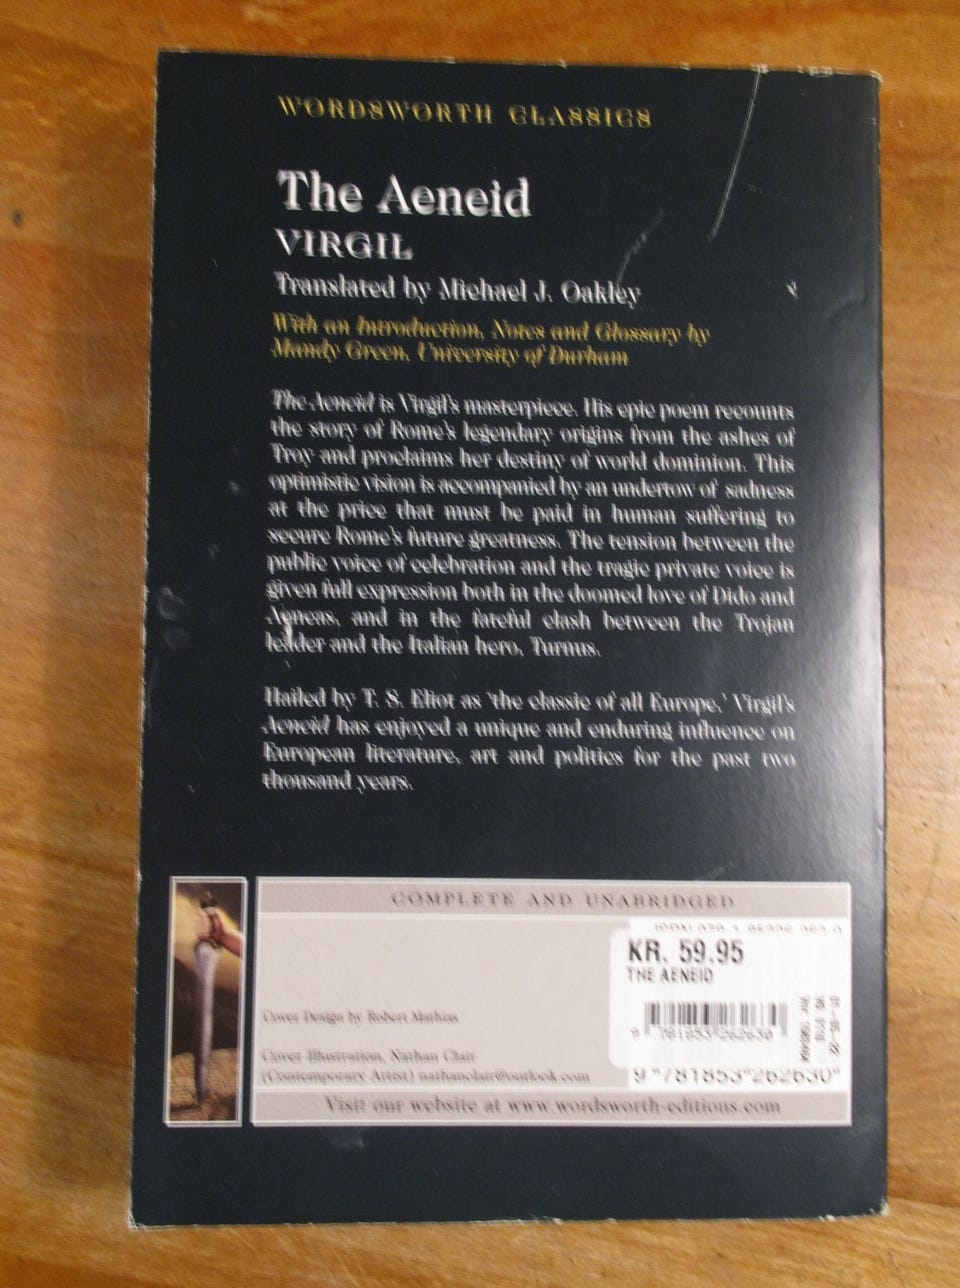 WORDSWORTH CLASSICS
The Aeneid
VIRGIL
Translated by Michael J. Oakley
With an Introduction, Notes and Glossary by
Mandy Green, University of Durham
The Aeneid is Virgil's masterpiece. His epic poem recounts
the story of Rome's legendary origins from the ashes of
Troy and proclaims her destiny of world dominion. This
optimistic vision is accompanied by an undertow of sadness
at the price that must be paid in human suffering to
secure Rome's future greatness. The tension between the
public voice of celebration and the tragic private voice is
given full expression both in the doomed love of Dido and
Aeneas, and in the fateful clash between the Trojan
leader and the Italian hero, Turnus.
Hailed by T. S. Eliot as 'the classic of all Europe,' Virgil's
Aeneid has enjoyed a unique and enduring influence on
European literature, art and politics for the past two
thousand years.
COMPLETE AND UNABRIDGED
KR. 59.95
THE AENEID
9 781853 262630
9 781853 262630
Cover Design by Robert Mathias
Cover Illustration, Nathan Clair
(Contemporary Artist) nathanclair@outlook.com
Visit our website at www.wordsworth-editions.com